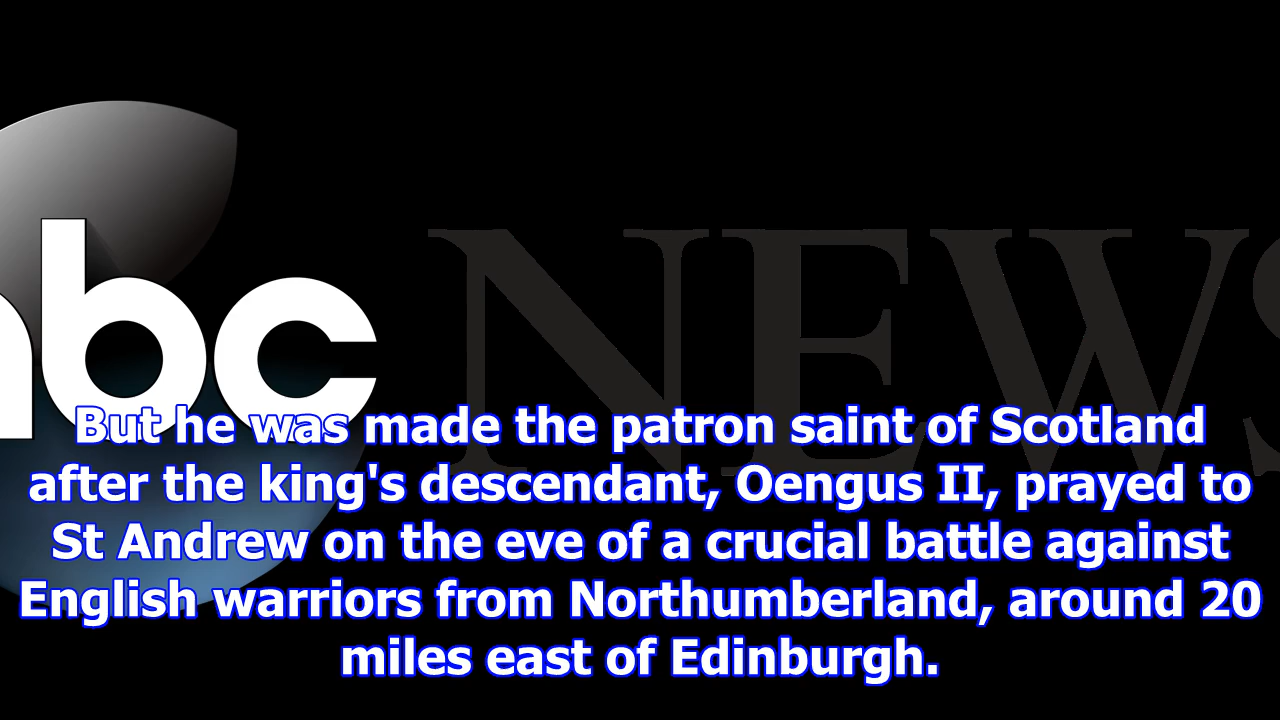 abc NEWS
But he was made the patron saint of Scotland
after the king's descendant, Oengus II, prayed to
St Andrew on the eve of a crucial battle against
English warriors from Northumberland, around 20
miles east of Edinburgh.